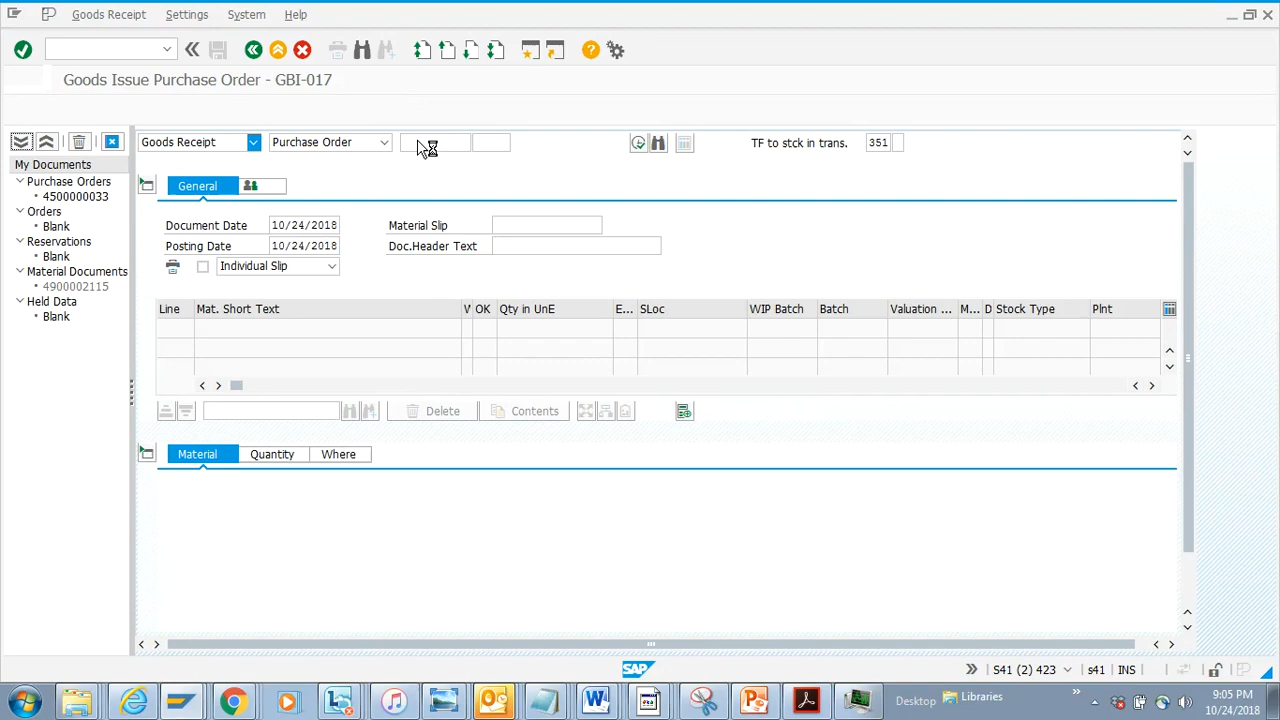 Goods Receipt Settings System Help
Goods Issue Purchase Order - GBI-017
Goods Receipt Purchase Order TF to stck in trans. 351
My Documents
Purchase Orders
4500000033
Orders
Blank
Reservations
Blank
Material Documents
4900002115
Held Data
Blank
General
Document Date 10/24/2018 Material Slip
Posting Date 10/24/2018 Doc.Header Text
Individual Slip
Line Mat. Short Text W OK Qty in UnE E... SLoc WIP Batch Batch Valuation ... M... D Stock Type Plnt
Delete Contents
Material Quantity Where
SAP S41 (2) 423 s41 INS
Desktop Libraries » 9:05 PM
10/24/2018